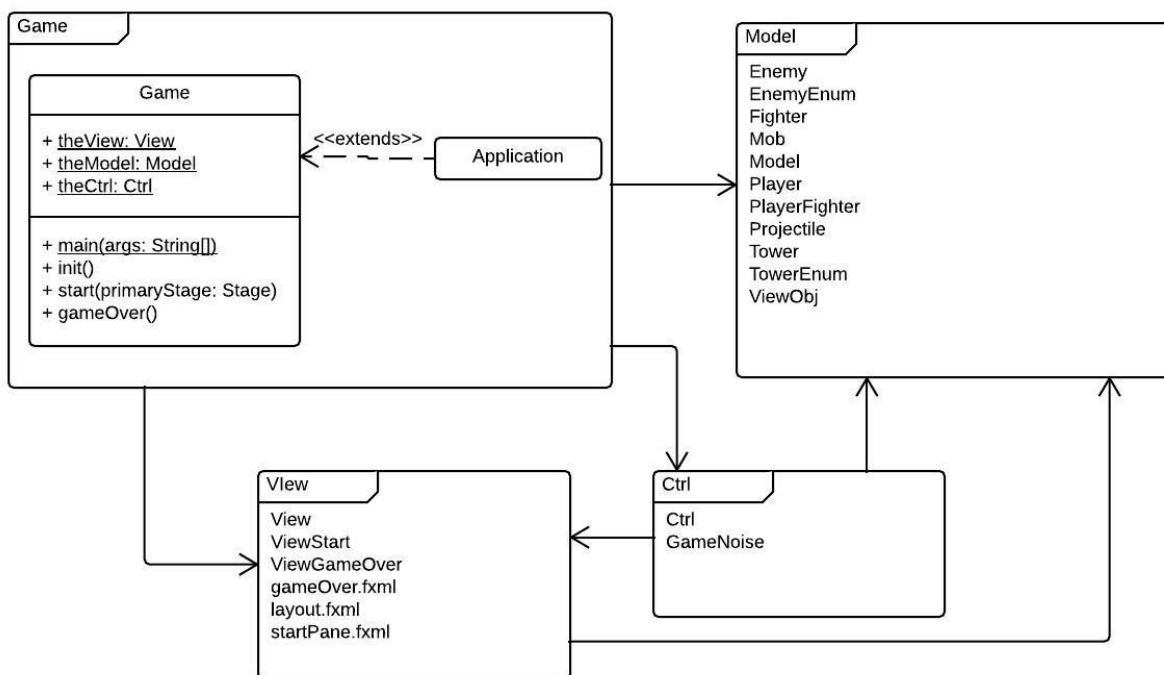 Game
Game
+ theView: View
+ theModel: Model
+ theCtrl: Ctrl
+ main(args: String[])
+ init()
+ start(primaryStage: Stage)
+ gameOver()
<<extends>>
Application
Model
Enemy
EnemyEnum
Fighter
Mob
Model
Player
PlayerFighter
Projectile
Tower
TowerEnum
ViewObj
VIew
View
ViewStart
ViewGameOver
gameOver.fxml
layout.fxml
startPane.fxml
Ctrl
Ctrl
GameNoise